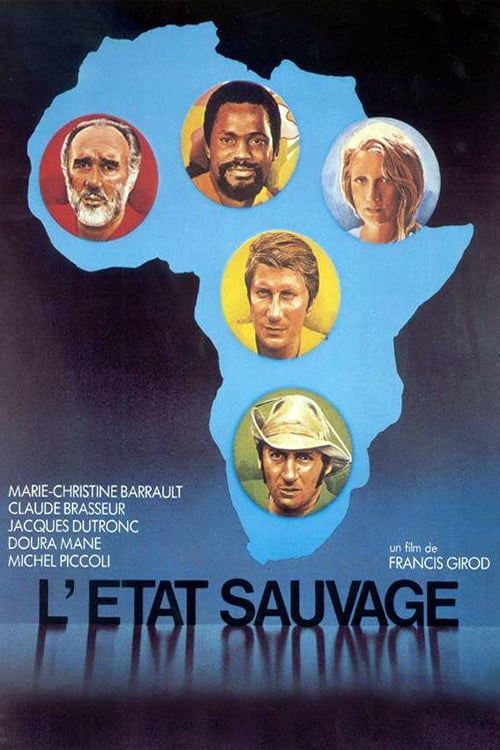 MARIE-CHRISTINE BARRAULT
CLAUDE BRASSEUR
JACQUES DUTRONC
DOURA MANE
MICHEL PICCOLI
un film de
FRANCIS GIROD
L'ETAT SAUVAGE